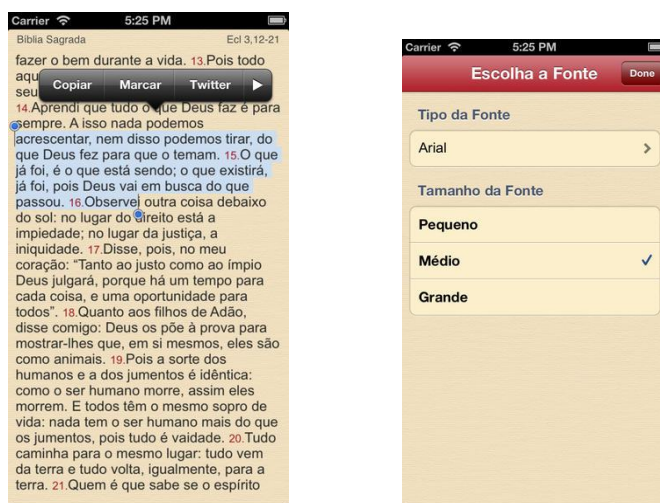 Carrier 5:25 PM
Bíblia Sagrada Ecl 3,12-21
fazer o bem durante a vida. 13.Pois todo
aqu
Copiar Marcar Twitter
seu
14.Aprendi que tudo o que Deus faz é para
sempre. A isso nada podemos
acrescentar, nem disso podemos tirar, do
que Deus fez para que o temam. 15.O que
já foi, é o que está sendo; o que existirá,
já foi, pois Deus vai em busca do que
passou. 16.Observei outra coisa debaixo
do sol: no lugar do direito está a
impiedade; no lugar da justiça, a
iniquidade. 17.Disse, pois, no meu
coração: “Tanto ao justo como ao ímpio
Deus julgará, porque há um tempo para
cada coisa, e uma oportunidade para
todos”. 18.Quanto aos filhos de Adão,
disse comigo: Deus os põe à prova para
mostrar-lhes que, em si mesmos, eles são
como animais. 19.Pois a sorte dos
humanos e a dos jumentos é idêntica:
como o ser humano morre, assim eles
morrem. E todos têm o mesmo sopro de
vida: nada tem o ser humano mais do que
os jumentos, pois tudo é vaidade. 20.Tudo
caminha para o mesmo lugar: tudo vem
da terra e tudo volta, igualmente, para a
terra. 21.Quem é que sabe se o espírito
Carrier 5:25 PM
Escolha a Fonte Done
Tipo da Fonte
Arial
Tamanho da Fonte
Pequeno
Médio
Grande